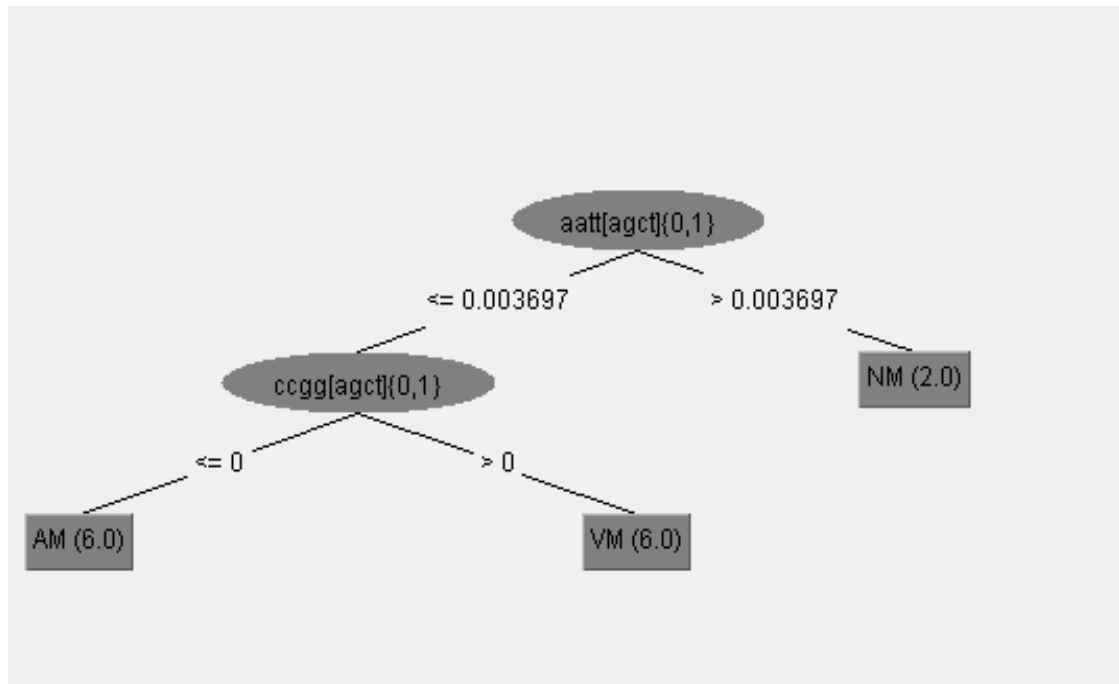 aatt[agct]{0,1}
<= 0.003697
> 0.003697
ccgg[agct]{0,1}
NM (2.0)
<= 0
> 0
AM (6.0)
VM (6.0)